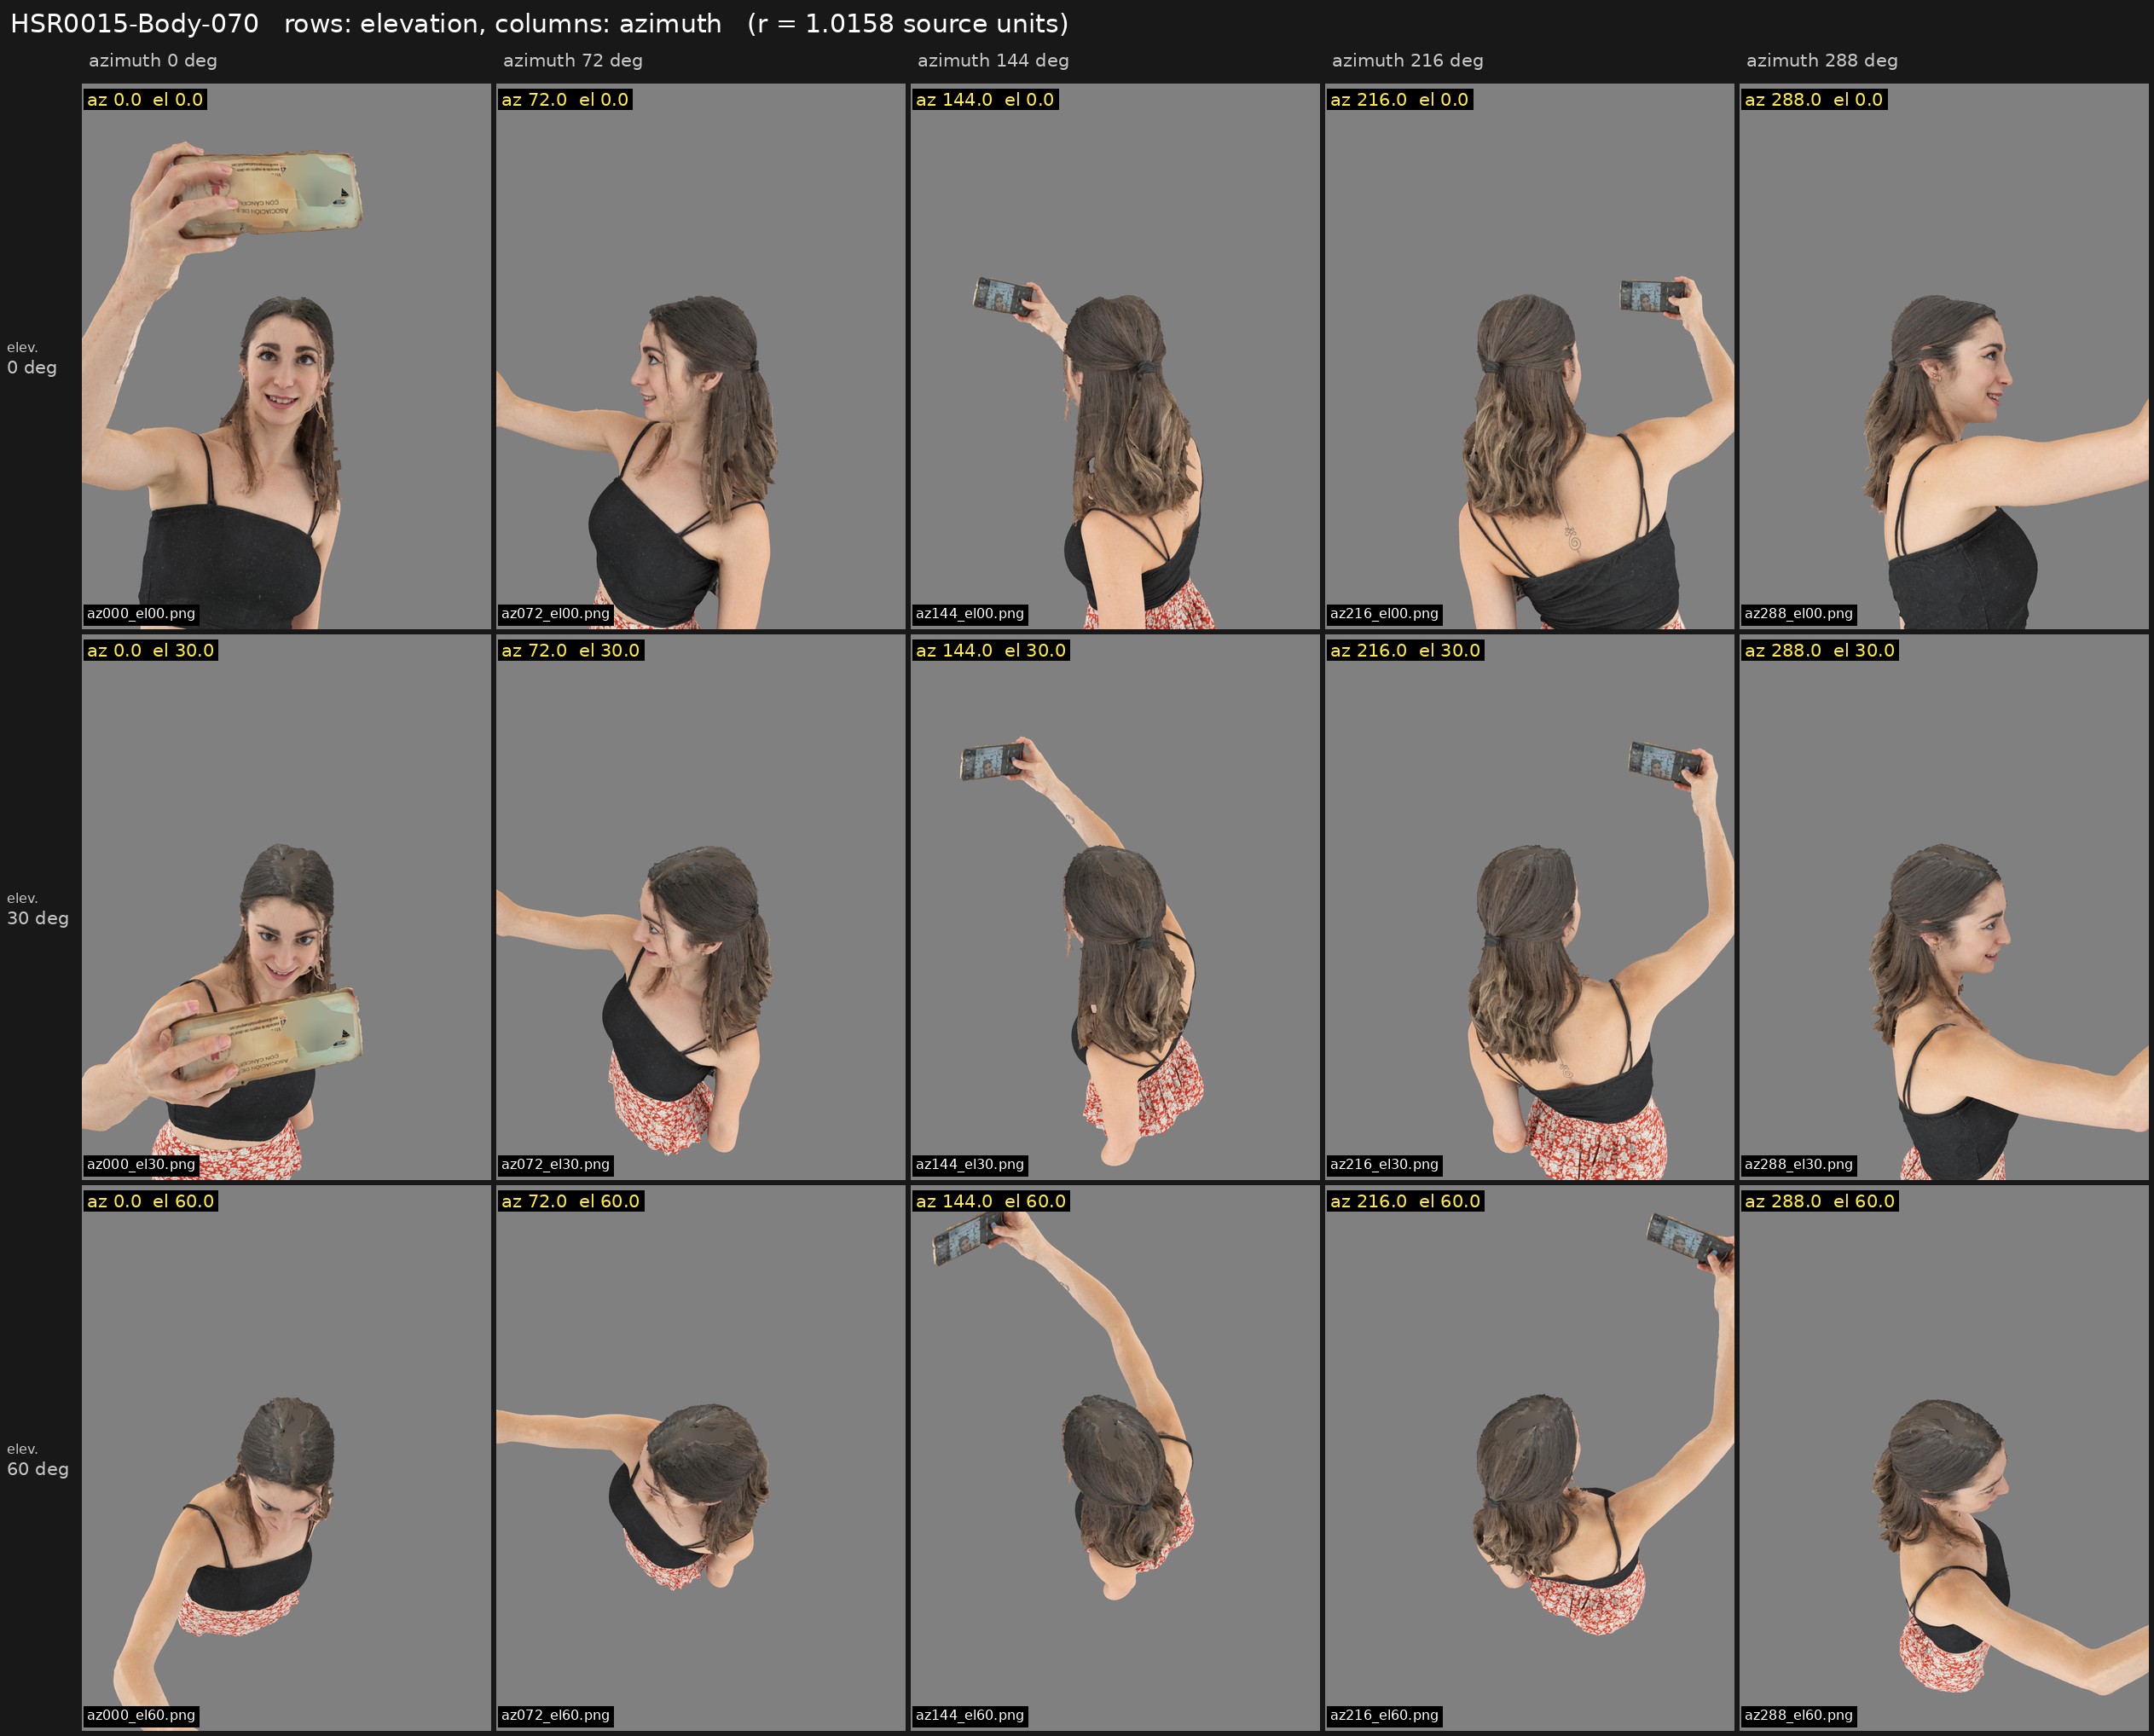 HSR0015-Body-070 rows: elevation, columns: azimuth (r = 1.0158 source units)
azimuth 0 deg azimuth 72 deg azimuth 144 deg azimuth 216 deg azimuth 288 deg
az 0.0 el 0.0 az 72.0 el 0.0 az 144.0 el 0.0 az 216.0 el 0.0 az 288.0 el 0.0
ASOCIACIÓN DE
CON CÁNCER
elev.
0 deg
az000_el00.png az072_el00.png az144_el00.png az216_el00.png az288_el00.png
az 0.0 el 30.0 az 72.0 el 30.0 az 144.0 el 30.0 az 216.0 el 30.0 az 288.0 el 30.0
elev.
30 deg
ASOCIACIÓN DE
CON CÁNCER
az000_el30.png az072_el30.png az144_el30.png az216_el30.png az288_el30.png
az 0.0 el 60.0 az 72.0 el 60.0 az 144.0 el 60.0 az 216.0 el 60.0 az 288.0 el 60.0
elev.
60 deg
az000_el60.png az072_el60.png az144_el60.png az216_el60.png az288_el60.png